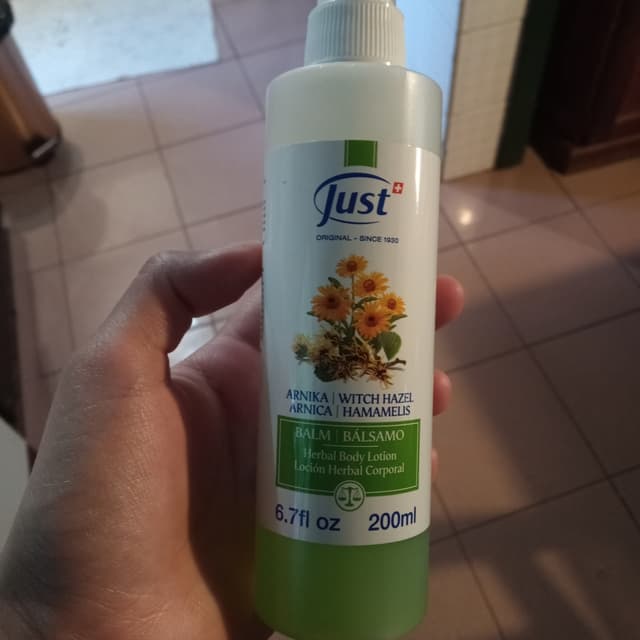 Just
ORIGINAL - SINCE 1930
ARNIKA | WITCH HAZEL
ARNICA | HAMAMELIS
BALM | BÁLSAMO
Herbal Body Lotion
Loción Herbal Corporal
6.7fl oz 200ml